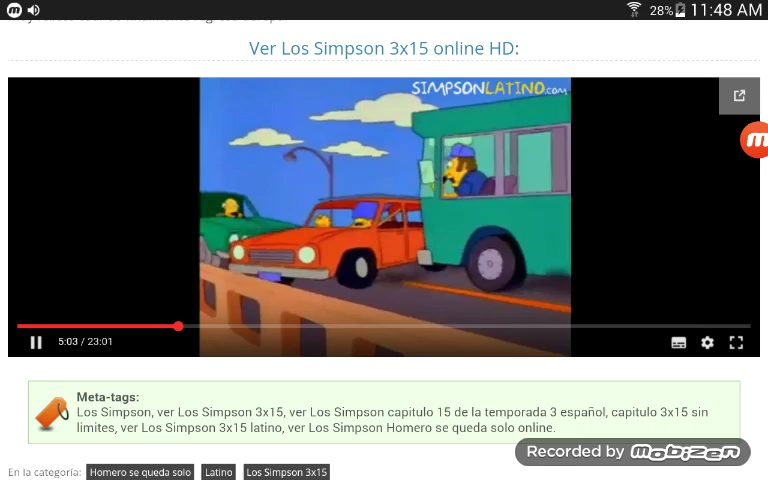 28% 11:48 AM
Ver Los Simpson 3x15 online HD:
SIMPSONLATINO.COM
5:03 / 23:01
Meta-tags:
Los Simpson, ver Los Simpson 3x15, ver Los Simpson capitulo 15 de la temporada 3 español, capitulo 3x15 sin
limites, ver Los Simpson 3x15 latino, ver Los Simpson Homero se queda solo online.
Recorded by mobizen
En la categoría: Homero se queda solo Latino Los Simpson 3x15